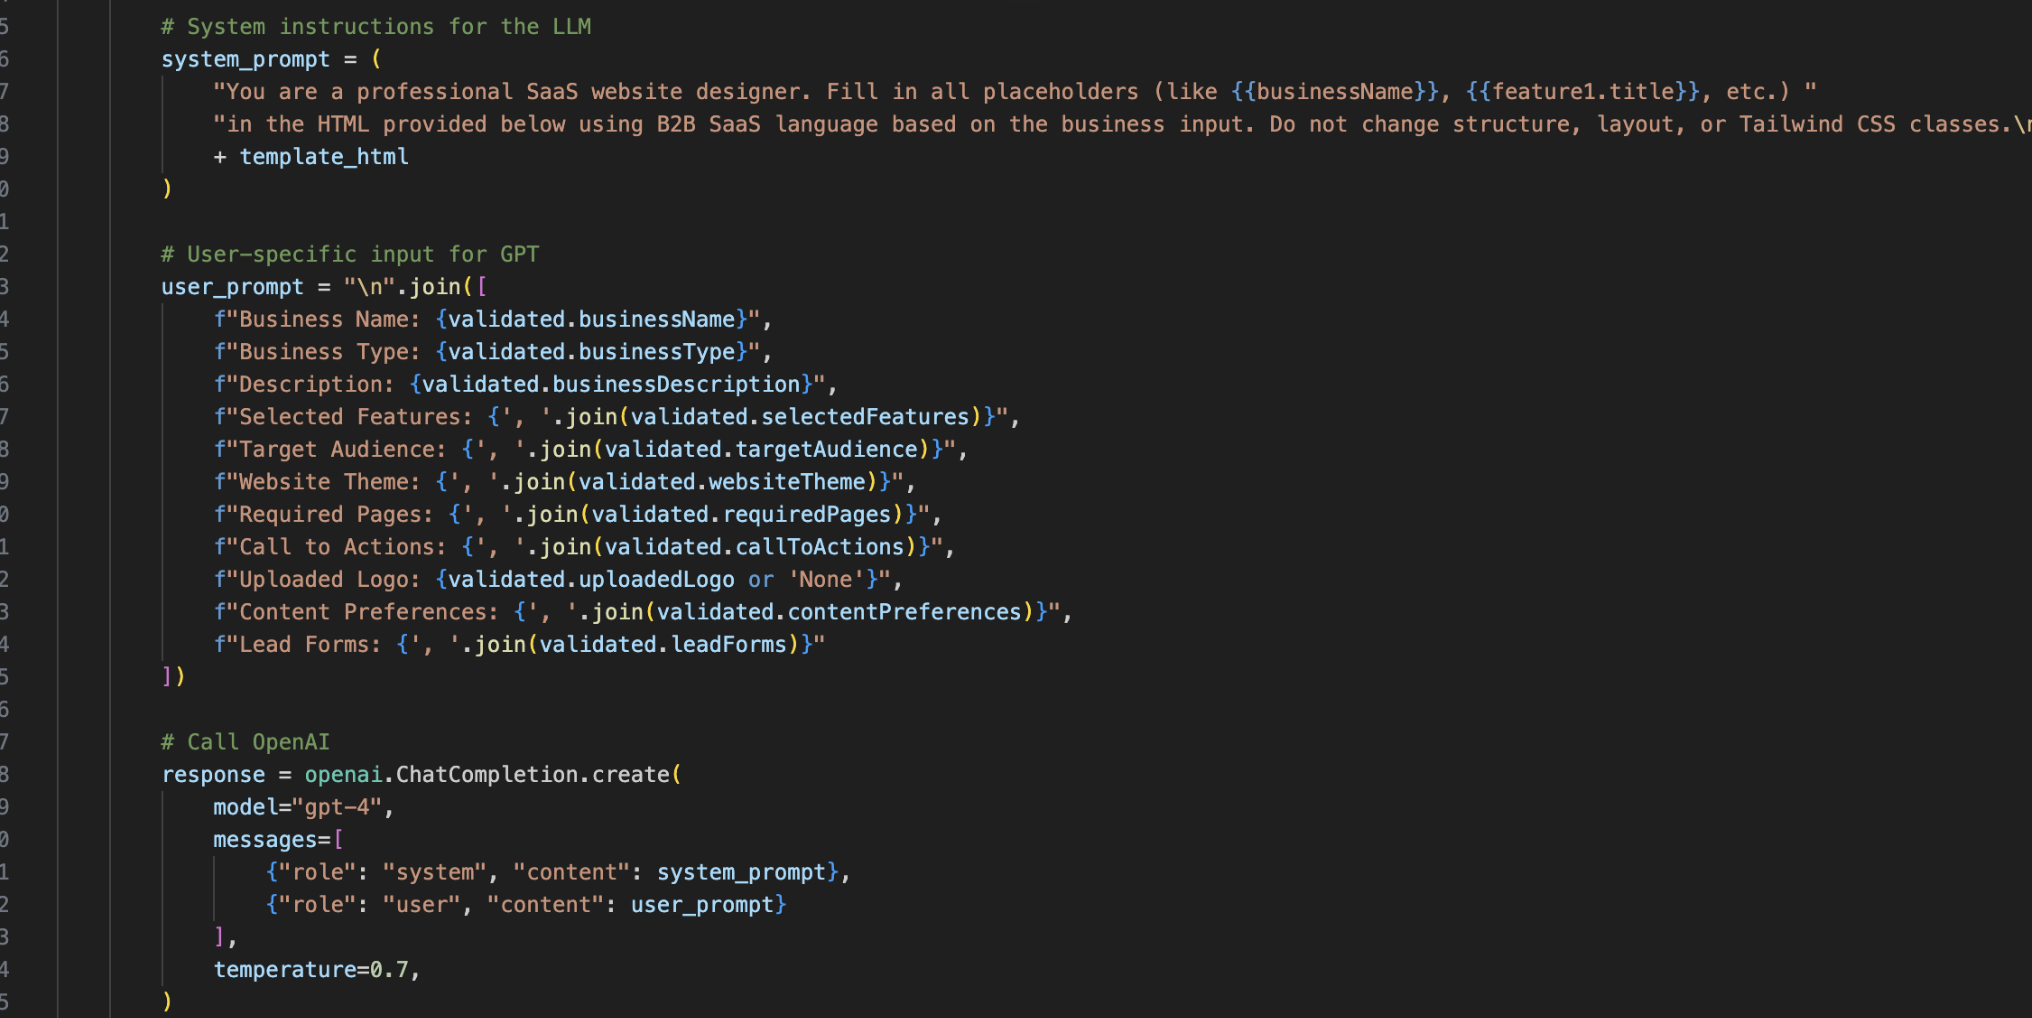 5 # System instructions for the LLM
6 system_prompt = (
7 "You are a professional SaaS website designer. Fill in all placeholders (like {{businessName}}, {{feature1.title}}, etc.) "
8 "in the HTML provided below using B2B SaaS language based on the business input. Do not change structure, layout, or Tailwind CSS classes.\n
9 + template_html
0 )
1
2 # User-specific input for GPT
3 user_prompt = "\n".join([
4 f"Business Name: {validated.businessName}",
5 f"Business Type: {validated.businessType}",
6 f"Description: {validated.businessDescription}",
7 f"Selected Features: {', '.join(validated.selectedFeatures)}",
8 f"Target Audience: {', '.join(validated.targetAudience)}",
9 f"Website Theme: {', '.join(validated.websiteTheme)}",
0 f"Required Pages: {', '.join(validated.requiredPages)}",
1 f"Call to Actions: {', '.join(validated.callToActions)}",
2 f"Uploaded Logo: {validated.uploadedLogo or 'None'}",
3 f"Content Preferences: {', '.join(validated.contentPreferences)}",
4 f"Lead Forms: {', '.join(validated.leadForms)}"
5 ])
6
7 # Call OpenAI
8 response = openai.ChatCompletion.create(
9 model="gpt-4",
0 messages=[
1 {"role": "system", "content": system_prompt},
2 {"role": "user", "content": user_prompt}
3 ],
4 temperature=0.7,
5 )